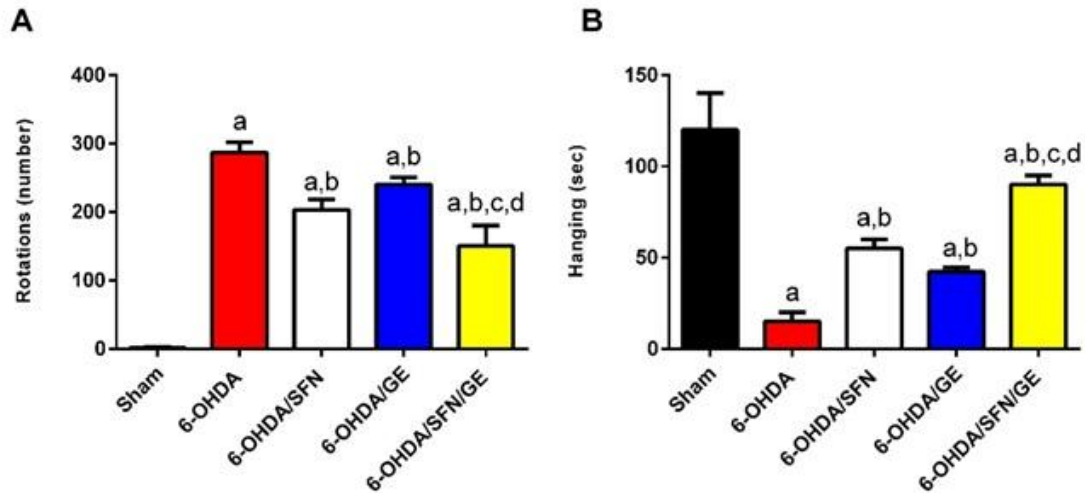 A
Rotations (number)
400
300
200
100
0
a
a,b
a,b
a,b,c,d
Sham
6-OHDA
6-OHDA/SFN
6-OHDA/GE
6-OHDA/SFN/GE
B
Hanging (sec)
150
100
50
0
a
a,b
a,b
a,b,c,d
Sham
6-OHDA
6-OHDA/SFN
6-OHDA/GE
6-OHDA/SFN/GE